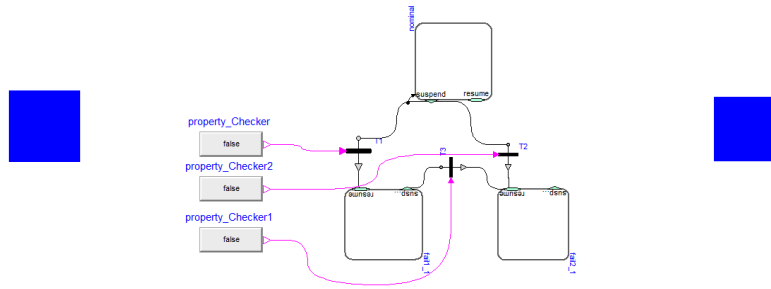 nominal
suspend
resume
property_Checker
false
T1
T3
T2
property_Checker2
false
resume
susp...
resume
susp...
property_Checker1
false
fail1_1
fail2_1